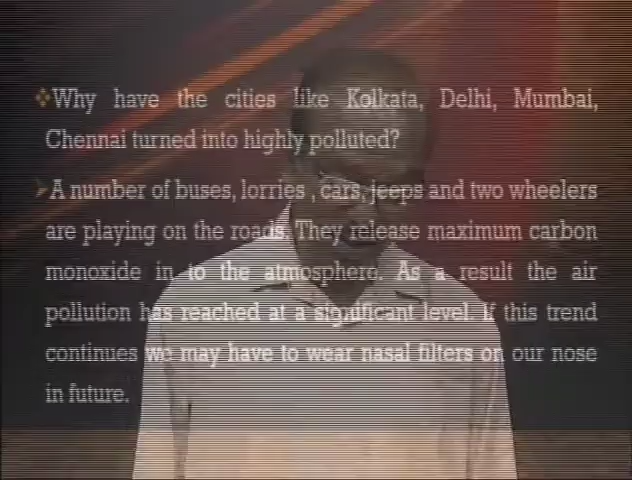 Why have the cities like Kolkata, Delhi, Mumbai,
Chennai turned into highly polluted?
A number of buses, lorries , cars, jeeps and two wheelers
are playing on the roads. They release maximum carbon
monoxide in to the atmosphere. As a result the air
pollution has reached at a significant level. If this trend
continues we may have to wear nasal filters on our nose
in future.